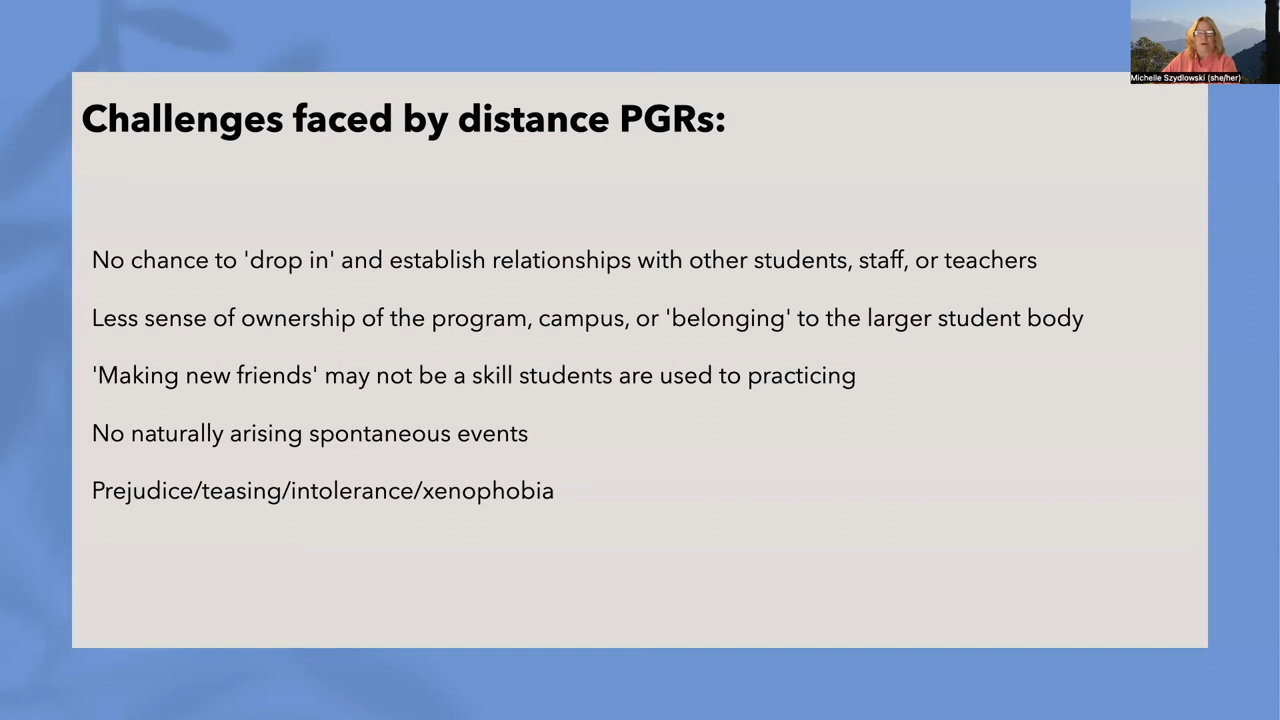 Michelle Szydlowski (she/her)
Challenges faced by distance PGRs:
No chance to 'drop in' and establish relationships with other students, staff, or teachers
Less sense of ownership of the program, campus, or 'belonging' to the larger student body
'Making new friends' may not be a skill students are used to practicing
No naturally arising spontaneous events
Prejudice/teasing/intolerance/xenophobia